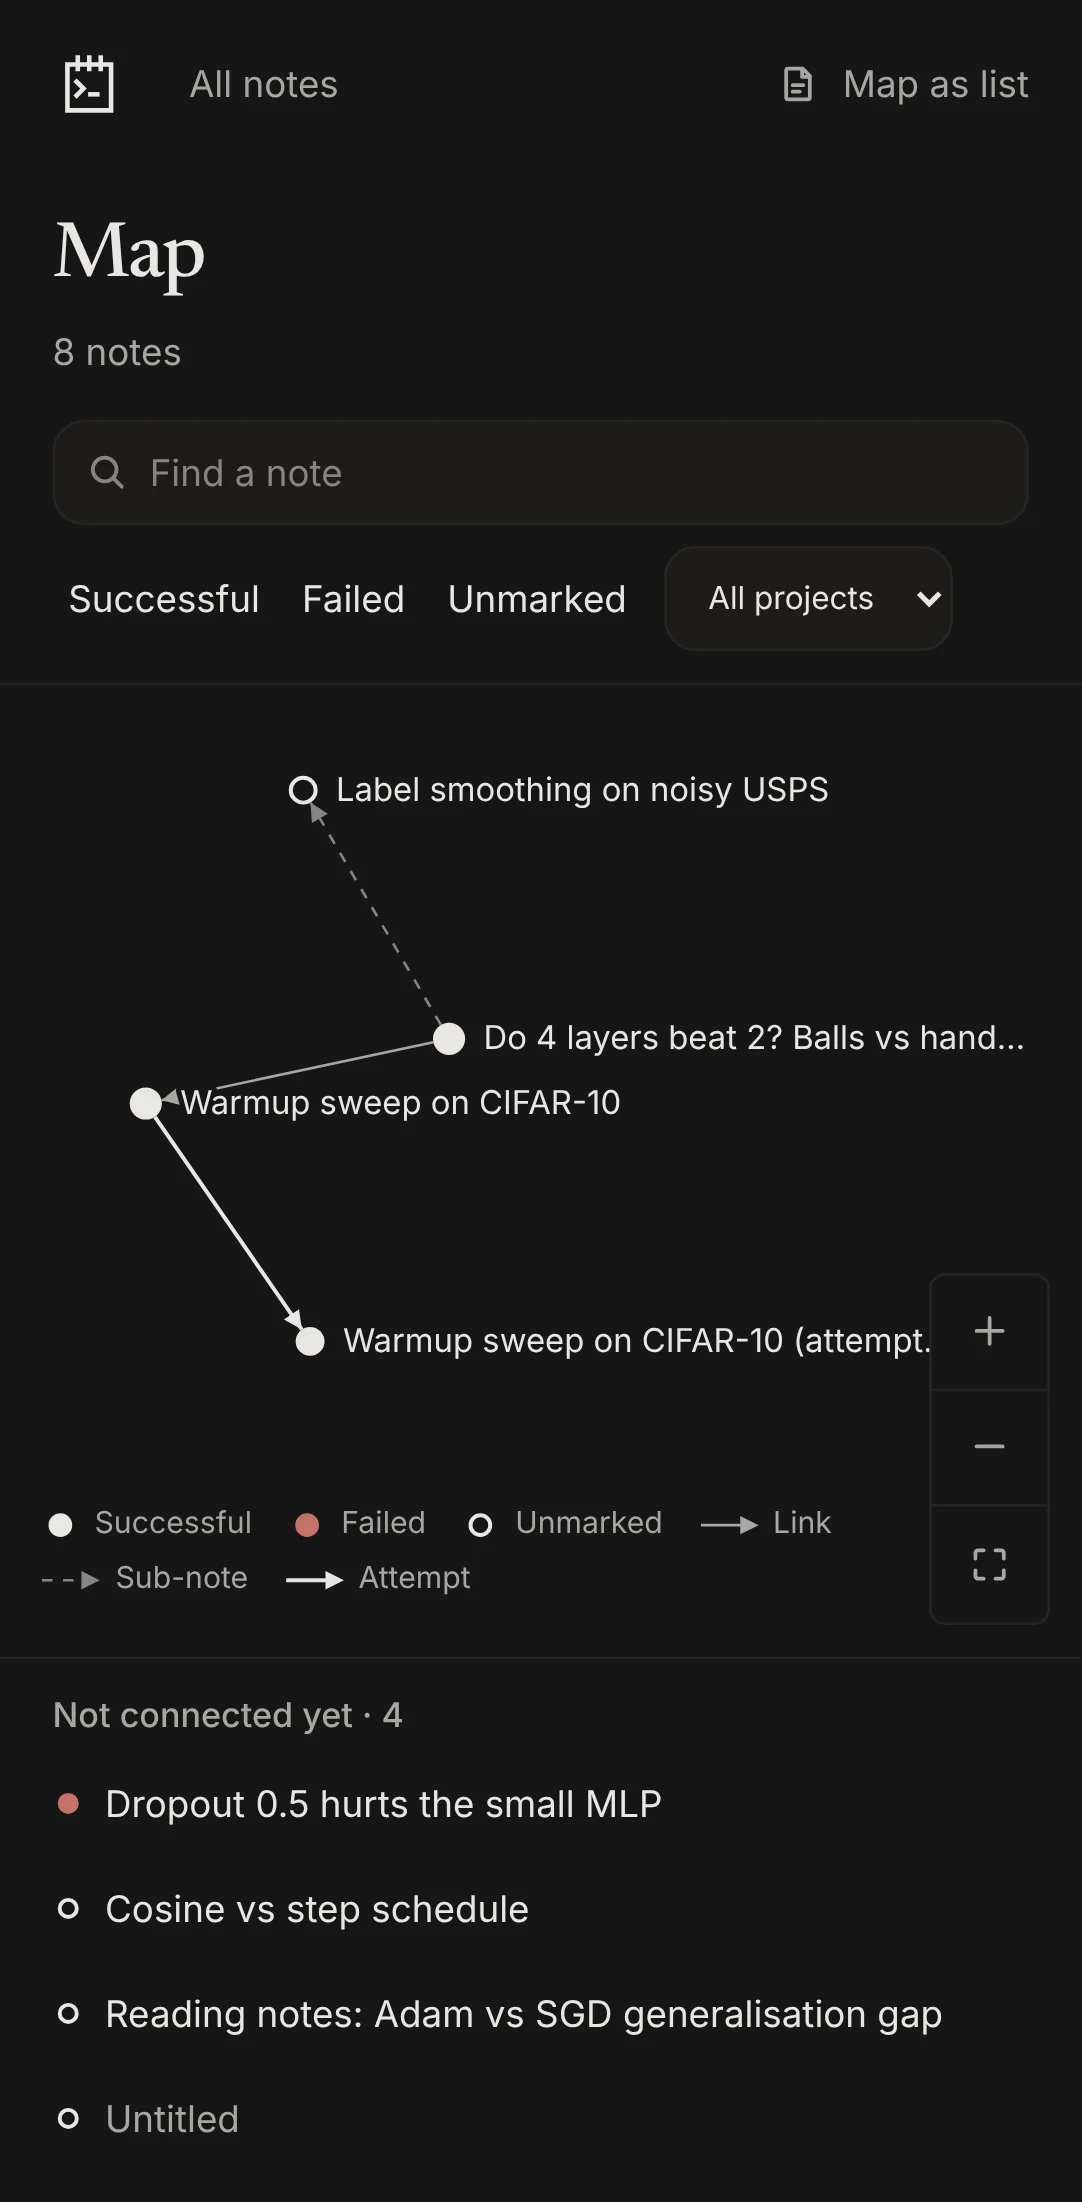 All notes
Map as list
Map
8 notes
Find a note
Successful Failed Unmarked All projects
Label smoothing on noisy USPS
Do 4 layers beat 2? Balls vs hand...
Warmup sweep on CIFAR-10
Warmup sweep on CIFAR-10 (attempt.
Successful Failed Unmarked Link
Sub-note Attempt
Not connected yet · 4
Dropout 0.5 hurts the small MLP
Cosine vs step schedule
Reading notes: Adam vs SGD generalisation gap
Untitled